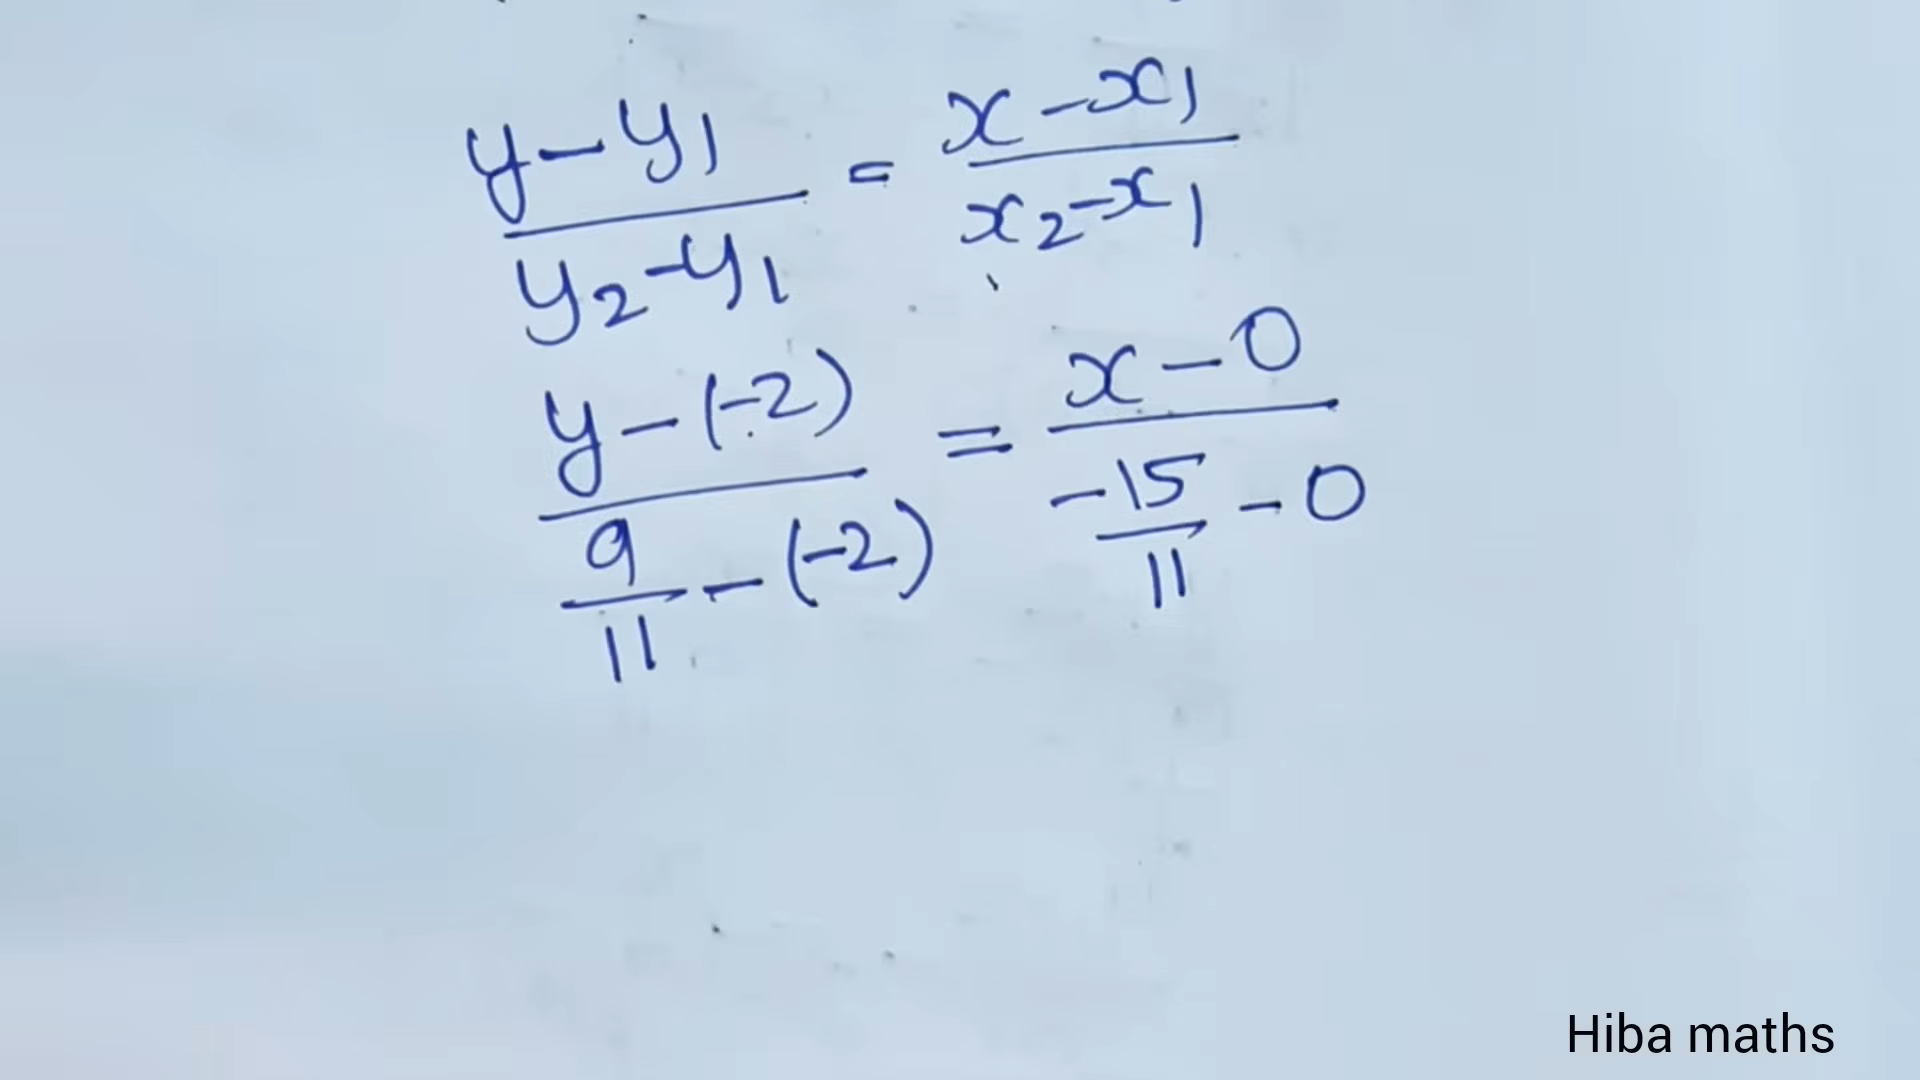 y-y1/y2-y1 = x-x1/x2-x1
y-(-2)/9/11-(-2) = x-0/-15/11-0
Hiba maths